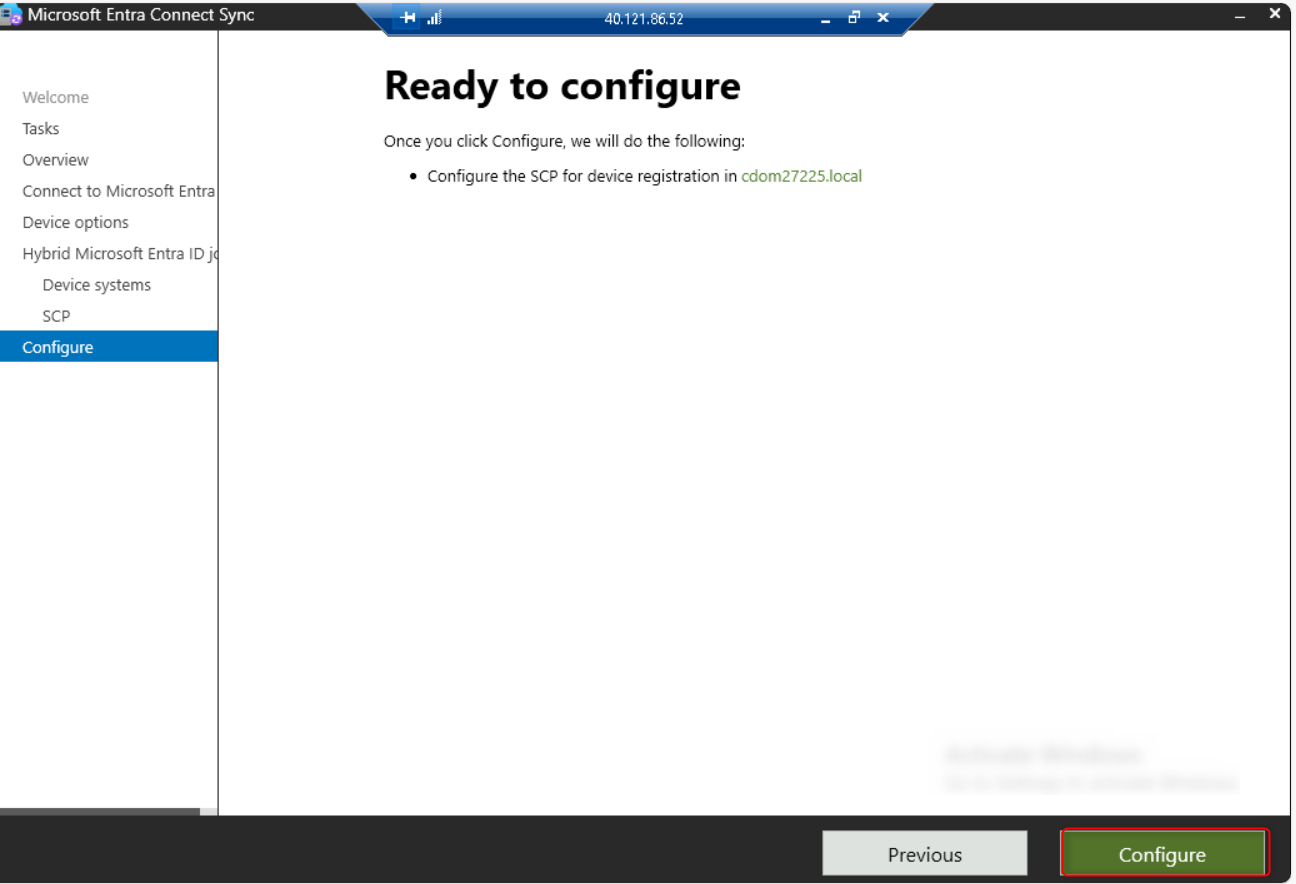 Microsoft Entra Connect Sync
40.121.86.52
Welcome
Tasks
Overview
Connect to Microsoft Entra
Device options
Hybrid Microsoft Entra ID jo
Device systems
SCP
Configure
Ready to configure
Once you click Configure, we will do the following:
• Configure the SCP for device registration in cdom27225.local
Activate Windows
Go to Settings to activate Windows.
Previous
Configure